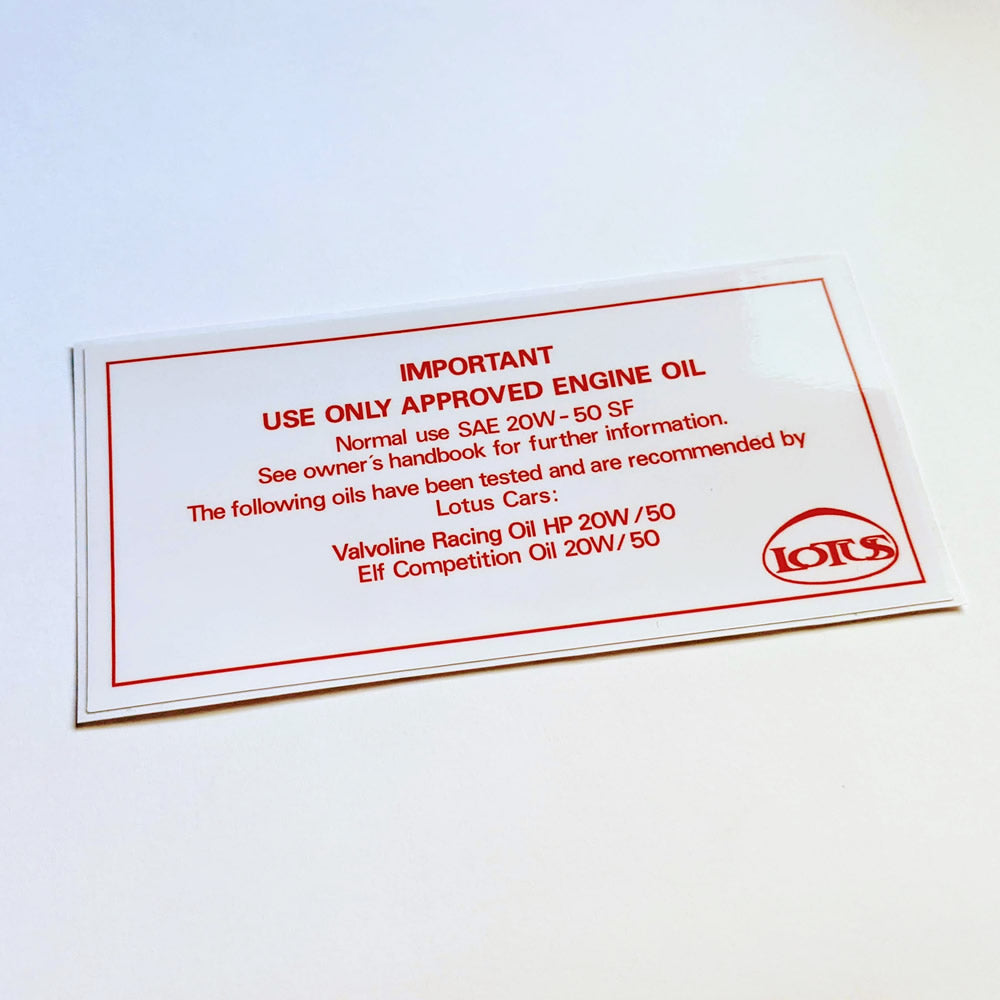 IMPORTANT
USE ONLY APPROVED ENGINE OIL
Normal use SAE 20W-50 SF
See owner´s handbook for further information.
The following oils have been tested and are recommended by
Lotus Cars:
Valvoline Racing Oil HP 20W/50
Elf Competition Oil 20W/50
LOTUS